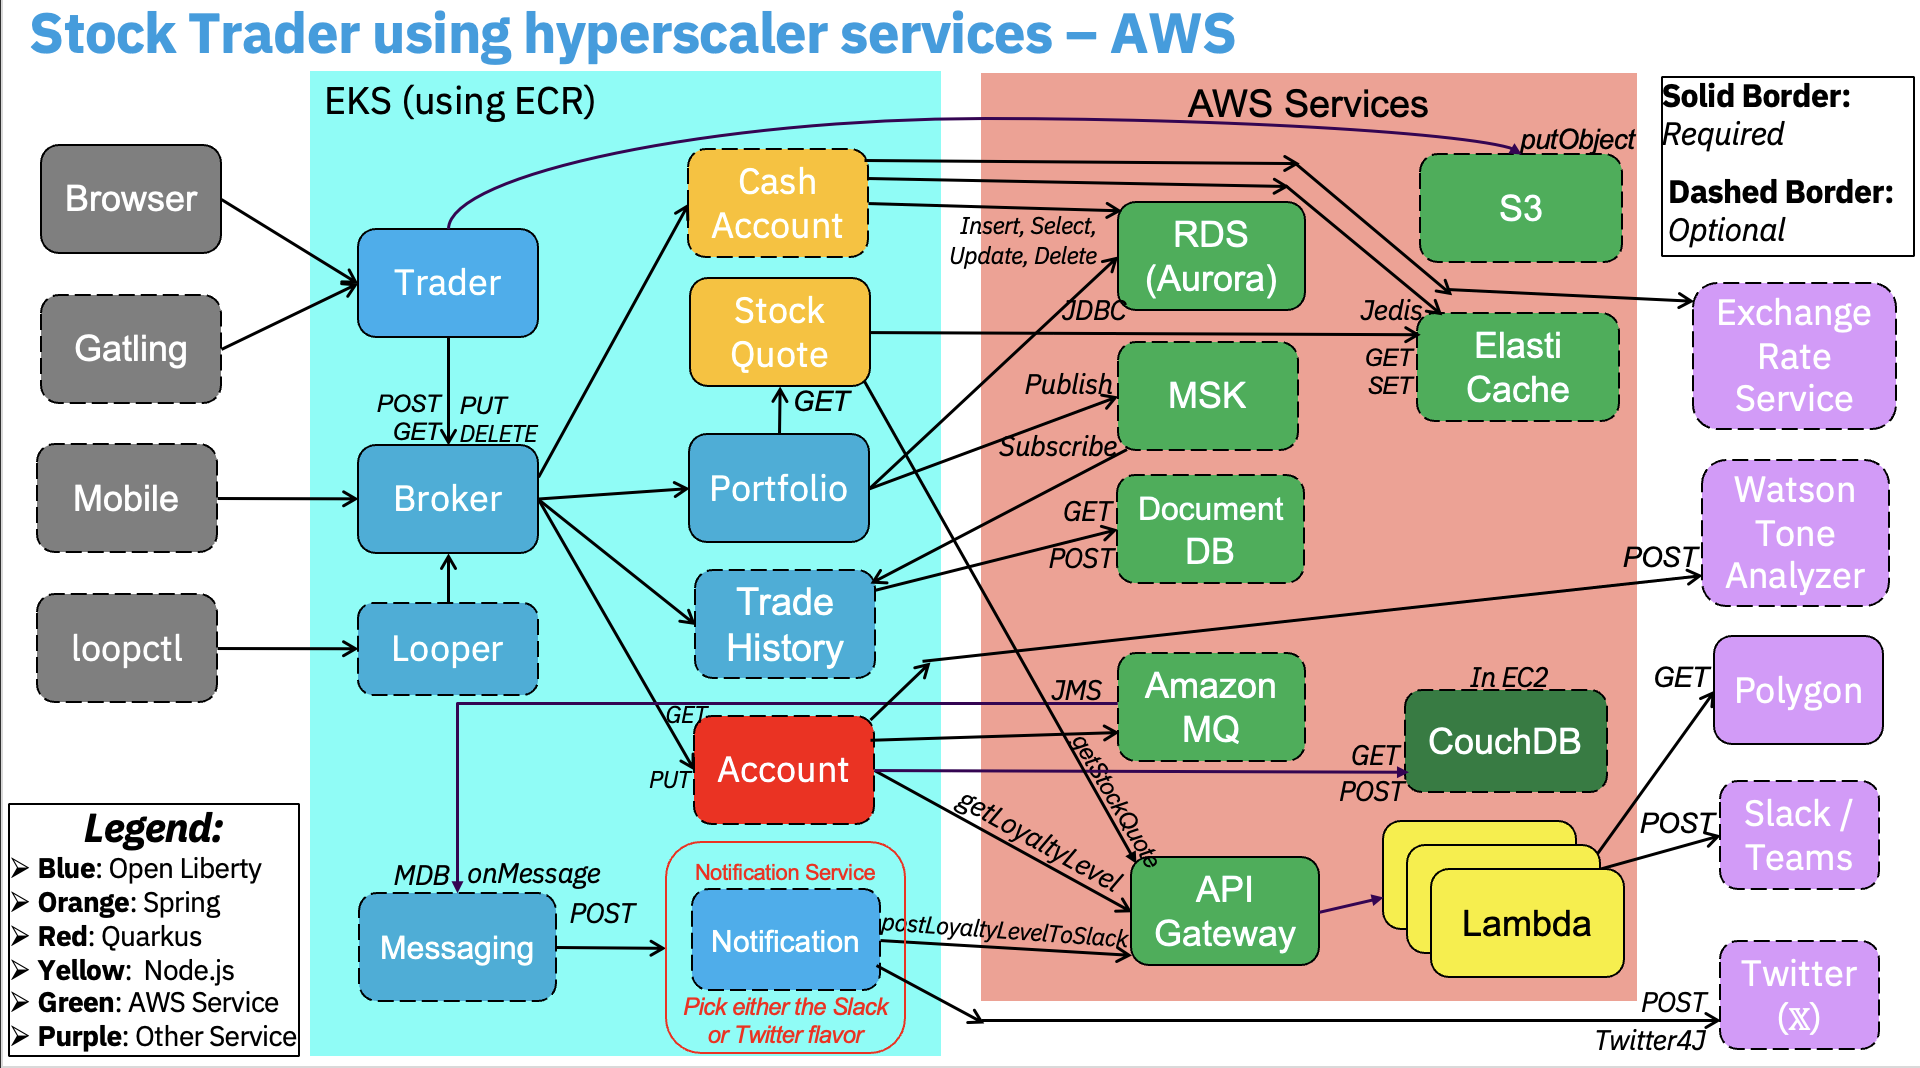 Stock Trader using hyperscaler services – AWS
EKS (using ECR)
AWS Services
Solid Border:
Required
Dashed Border:
Optional
Browser
Gatling
Mobile
loopctl
Trader
POST
GET
PUT
DELETE
Broker
Looper
Cash
Account
Stock
Quote
GET
Portfolio
Trade
History
GET
PUT
Account
MDB
onMessage
Messaging
POST
Notification Service
Notification
Pick either the Slack
or Twitter flavor
Insert, Select,
Update, Delete
JDBC
RDS
(Aurora)
putObject
S3
Jedis
GET
SET
Elasti
Cache
Publish
Subscribe
MSK
GET
POST
Document
DB
JMS
Amazon
MQ
In EC2
GET
POST
CouchDB
getStockQuote
getLoyaltyLevel
postLoyaltyLevelToSlack
API
Gateway
Lambda
Exchange
Rate
Service
POST
Watson
Tone
Analyzer
GET
Polygon
POST
Slack /
Teams
POST
Twitter4J
Twitter
(𝕏)
Legend:
➢ Blue: Open Liberty
➢ Orange: Spring
➢ Red: Quarkus
➢ Yellow: Node.js
➢ Green: AWS Service
➢ Purple: Other Service